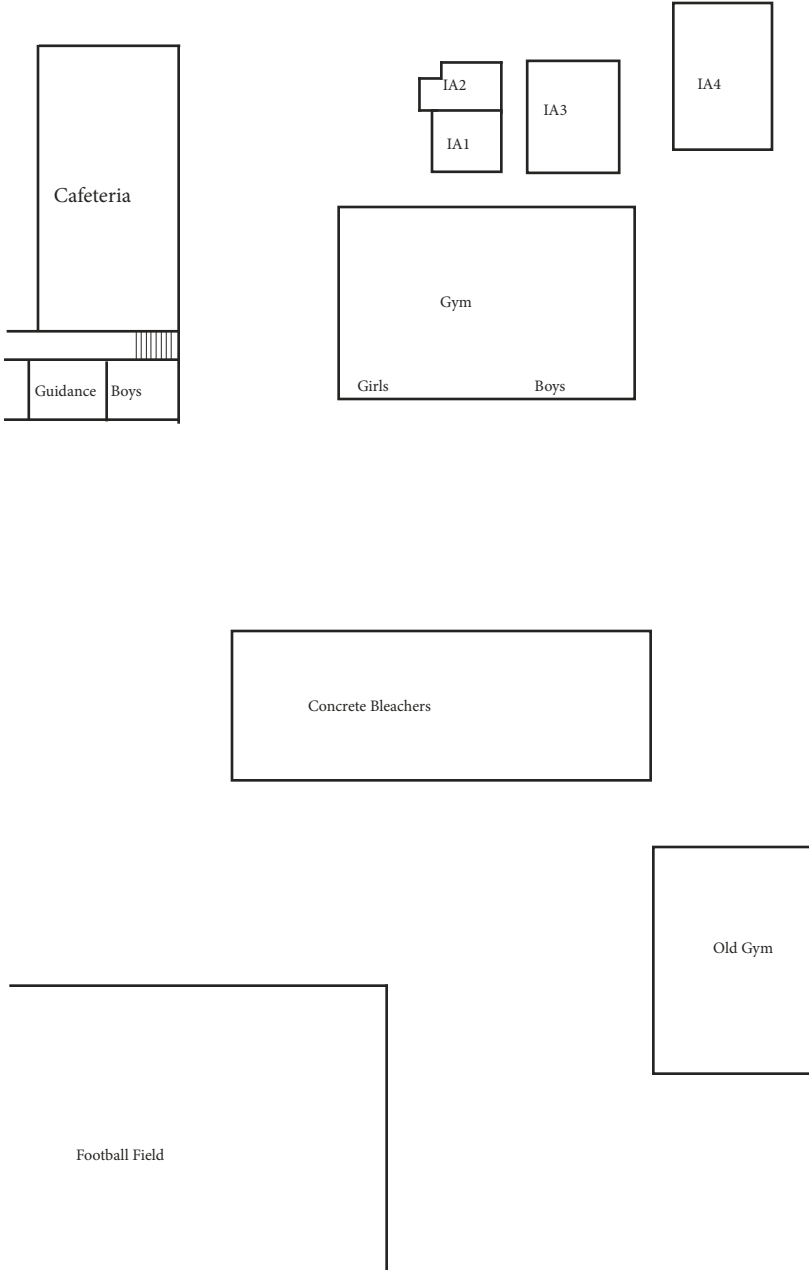 IA4
IA2
IA3
IA1
Cafeteria
Gym
Girls
Boys
Guidance
Boys
Concrete Bleachers
Old Gym
Football Field